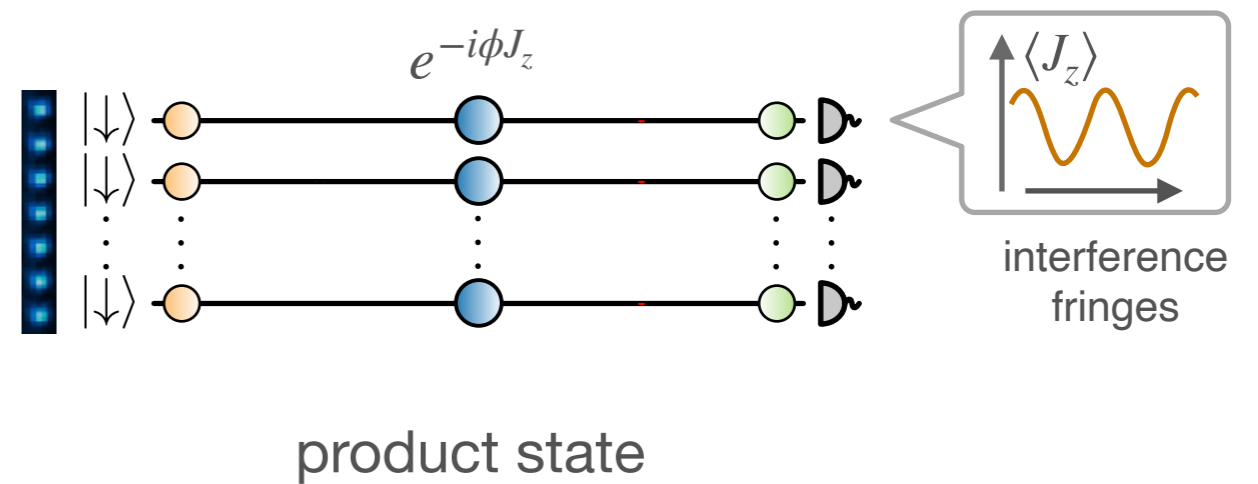 e^{-iϕJ_z}
|↓⟩
|↓⟩
|↓⟩
⟨J_z⟩
interference
fringes
product state